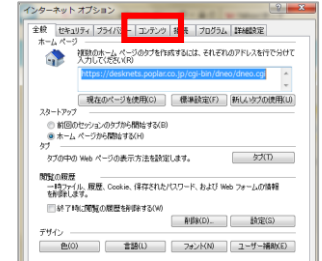 インターネット オプション
全般 セキュリティ プライバシー コンテンツ 接続 プログラム 詳細設定
ホーム ページ
複数のホーム ページのタブを作成するには、それぞれのアドレスを行で分けて
入力してください(R)
https://desknets.poplar.co.jp/cgi-bin/dneo/dneo.cgi
現在のページを使用(C) 標準設定(F) 新しいタブの使用(U)
スタートアップ
前回のセッションのタブから開始する(B)
ホーム ページから開始する(H)
タブ
タブの中の Web ページの表示方法を設定します。 タブ(T)
閲覧の履歴
一時ファイル、履歴、Cookie、保存されたパスワード、および Web フォームの情報
を削除します。
終了時に閲覧の履歴を削除する(W)
削除(D)... 設定(S)
デザイン
色(O) 言語(L) フォント(N) ユーザー補助(E)